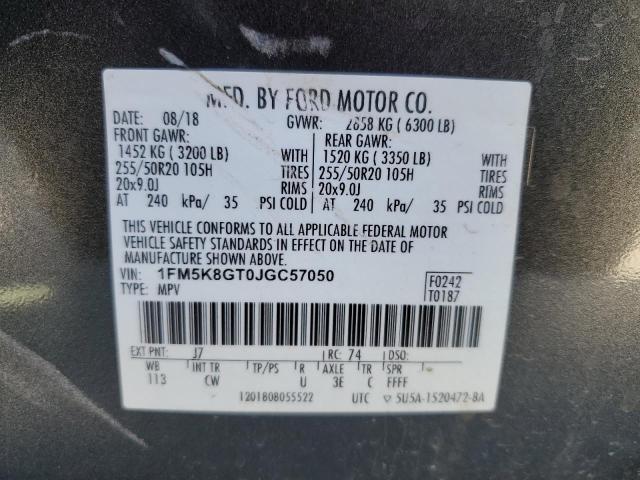 MFD. BY FORD MOTOR CO.
DATE: 08/18 GVWR: 2858 KG ( 6300 LB)
FRONT GAWR: REAR GAWR:
1452 KG ( 3200 LB) WITH 1520 KG ( 3350 LB) WITH
255/50R20 105H TIRES 255/50R20 105H TIRES
20x9.0J RIMS 20x9.0J RIMS
AT 240 kPa/ 35 PSI COLD AT 240 kPa/ 35 PSI COLD
THIS VEHICLE CONFORMS TO ALL APPLICABLE FEDERAL MOTOR
VEHICLE SAFETY STANDARDS IN EFFECT ON THE DATE OF
MANUFACTURE SHOWN ABOVE.
VIN: 1FM5K8GT0JGC57050 F0242
TYPE: MPV T0187
EXT PNT: J7 RC: 74 DSO:
WB INT TR TP/PS R AXLE TR SPR
113 CW U 3E C FFFF
1201808055522 UTC ▽ 5U5A-1520472-BA